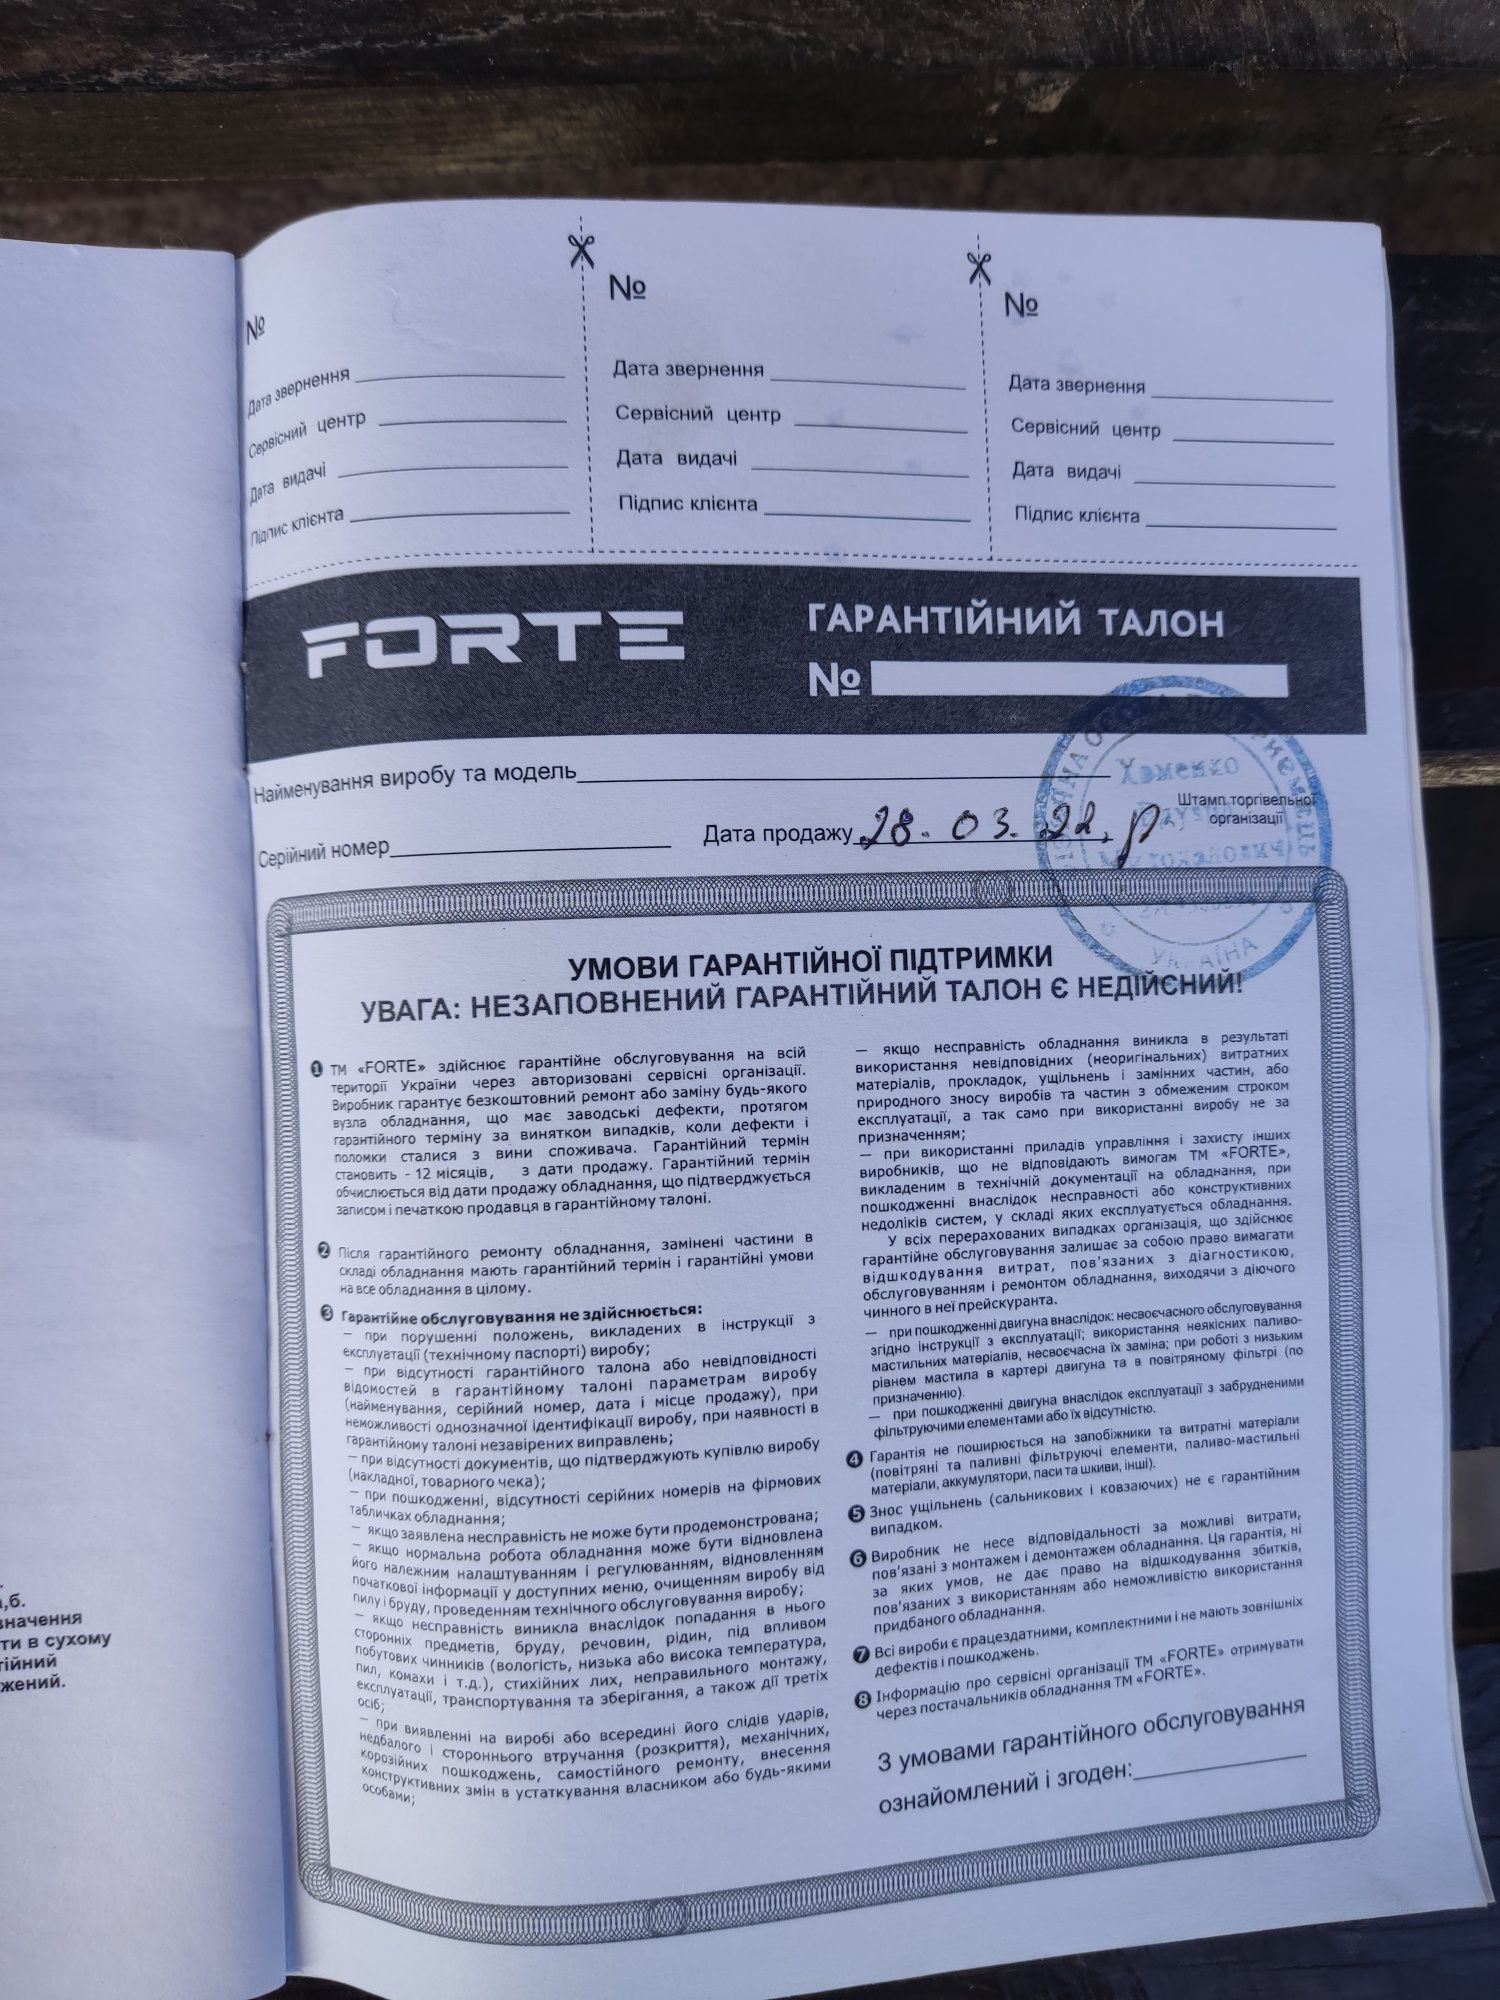 №
Дата звернення
Сервісний центр
Дата видачі
Підпис клієнта
№
Дата звернення
Сервісний центр
Дата видачі
Підпис клієнта
№
Дата звернення
Сервісний центр
Дата видачі
Підпис клієнта
FORTE
ГАРАНТІЙНИЙ ТАЛОН
№
Найменування виробу та модель
Серійний номер
Дата продажу 28.03.22.р
Штамп торгівельної
організації
УКРАЇНА
УМОВИ ГАРАНТІЙНОЇ ПІДТРИМКИ
УВАГА: НЕЗАПОВНЕНИЙ ГАРАНТІЙНИЙ ТАЛОН Є НЕДІЙСНИЙ!
1 ТМ «FORTE» здійснює гарантійне обслуговування на всій
території України через авторизовані сервісні організації.
Виробник гарантує безкоштовний ремонт або заміну будь-якого
вузла обладнання, що має заводські дефекти, протягом
гарантійного терміну за винятком випадків, коли дефекти і
поломки сталися з вини споживача. Гарантійний термін
становить - 12 місяців, з дати продажу. Гарантійний термін
обчислюється від дати продажу обладнання, що підтверджується
записом і печаткою продавця в гарантійному талоні.
2 Після гарантійного ремонту обладнання, замінені частини в
складі обладнання мають гарантійний термін і гарантійні умови
на все обладнання в цілому.
3 Гарантійне обслуговування не здійснюється:
— при порушенні положень, викладених в інструкції з
експлуатації (технічному паспорті) виробу;
— при відсутності гарантійного талона або невідповідності
відомостей в гарантійному талоні параметрам виробу
(найменування, серійний номер, дата і місце продажу), при
неможливості однозначної ідентифікації виробу, при наявності в
гарантійному талоні незавірених виправлень;
— при відсутності документів, що підтверджують купівлю виробу
(накладної, товарного чека);
— при пошкодженні, відсутності серійних номерів на фірмових
табличках обладнання;
— якщо заявлена несправність не може бути продемонстрована;
— якщо нормальна робота обладнання може бути відновлена
його належним налаштуванням і регулюванням, відновленням
початкової інформації у доступних меню, очищенням виробу від
пилу і бруду, проведенням технічного обслуговування виробу;
— якщо несправність виникла внаслідок попадання в нього
сторонніх предметів, бруду, речовин, рідин, під впливом
побутових чинників (вологість, низька або висока температура,
пил, комахи і т.д.), стихійних лих, неправильного монтажу,
експлуатації, транспортування та зберігання, а також дії третіх
осіб;
— при виявленні на виробі або всередині його слідів ударів,
недбалого і стороннього втручання (розкриття), механічних,
корозійних пошкоджень, самостійного ремонту, внесення
конструктивних змін в устаткування власником або будь-якими
особами;
— якщо несправність обладнання виникла в результаті
використання невідповідних (неоригінальних) витратних
матеріалів, прокладок, ущільнень і замінних частин, або
природного зносу виробів та частин з обмеженим строком
експлуатації, а так само при використанні виробу не за
призначенням;
— при використанні приладів управління і захисту інших
виробників, що не відповідають вимогам ТМ «FORTE»,
викладеним в технічній документації на обладнання, при
пошкодженні внаслідок несправності або конструктивних
недоліків систем, у складі яких експлуатується обладнання.
У всіх перерахованих випадках організація, що здійснює
гарантійне обслуговування залишає за собою право вимагати
відшкодування витрат, пов'язаних з діагностикою,
обслуговуванням і ремонтом обладнання, виходячи з діючого
чинного в неї прейскуранта.
— при пошкодженні двигуна внаслідок: несвоєчасного обслуговування
згідно інструкції з експлуатації; використання неякісних паливо-
мастильних матеріалів, несвоєчасна їх заміна; при роботі з низьким
рівнем мастила в картері двигуна та в повітряному фільтрі (по
призначенню).
— при пошкодженні двигуна внаслідок експлуатації з забрудненими
фільтруючими елементами або їх відсутністю.
4 Гарантія не поширюється на запобіжники та витратні матеріали
(повітряні та паливні фільтруючі елементи, паливо-мастильні
матеріали, аккумулятори, паси та шкиви, інші).
5 Знос ущільнень (сальникових і ковзаючих) не є гарантійним
випадком.
6 Виробник не несе відповідальності за можливі витрати,
пов'язані з монтажем і демонтажем обладнання. Ця гарантія, ні
за яких умов, не дає право на відшкодування збитків,
пов'язаних з використанням або неможливістю використання
придбаного обладнання.
7 Всі вироби є працездатними, комплектними і не мають зовнішніх
дефектів і пошкоджень.
8 Інформацію про сервісні організації ТМ «FORTE» отримувати
через постачальників обладнання ТМ «FORTE».
З умовами гарантійного обслуговування
ознайомлений і згоден:
,б.
значення
ти в сухому
тійний
жений.